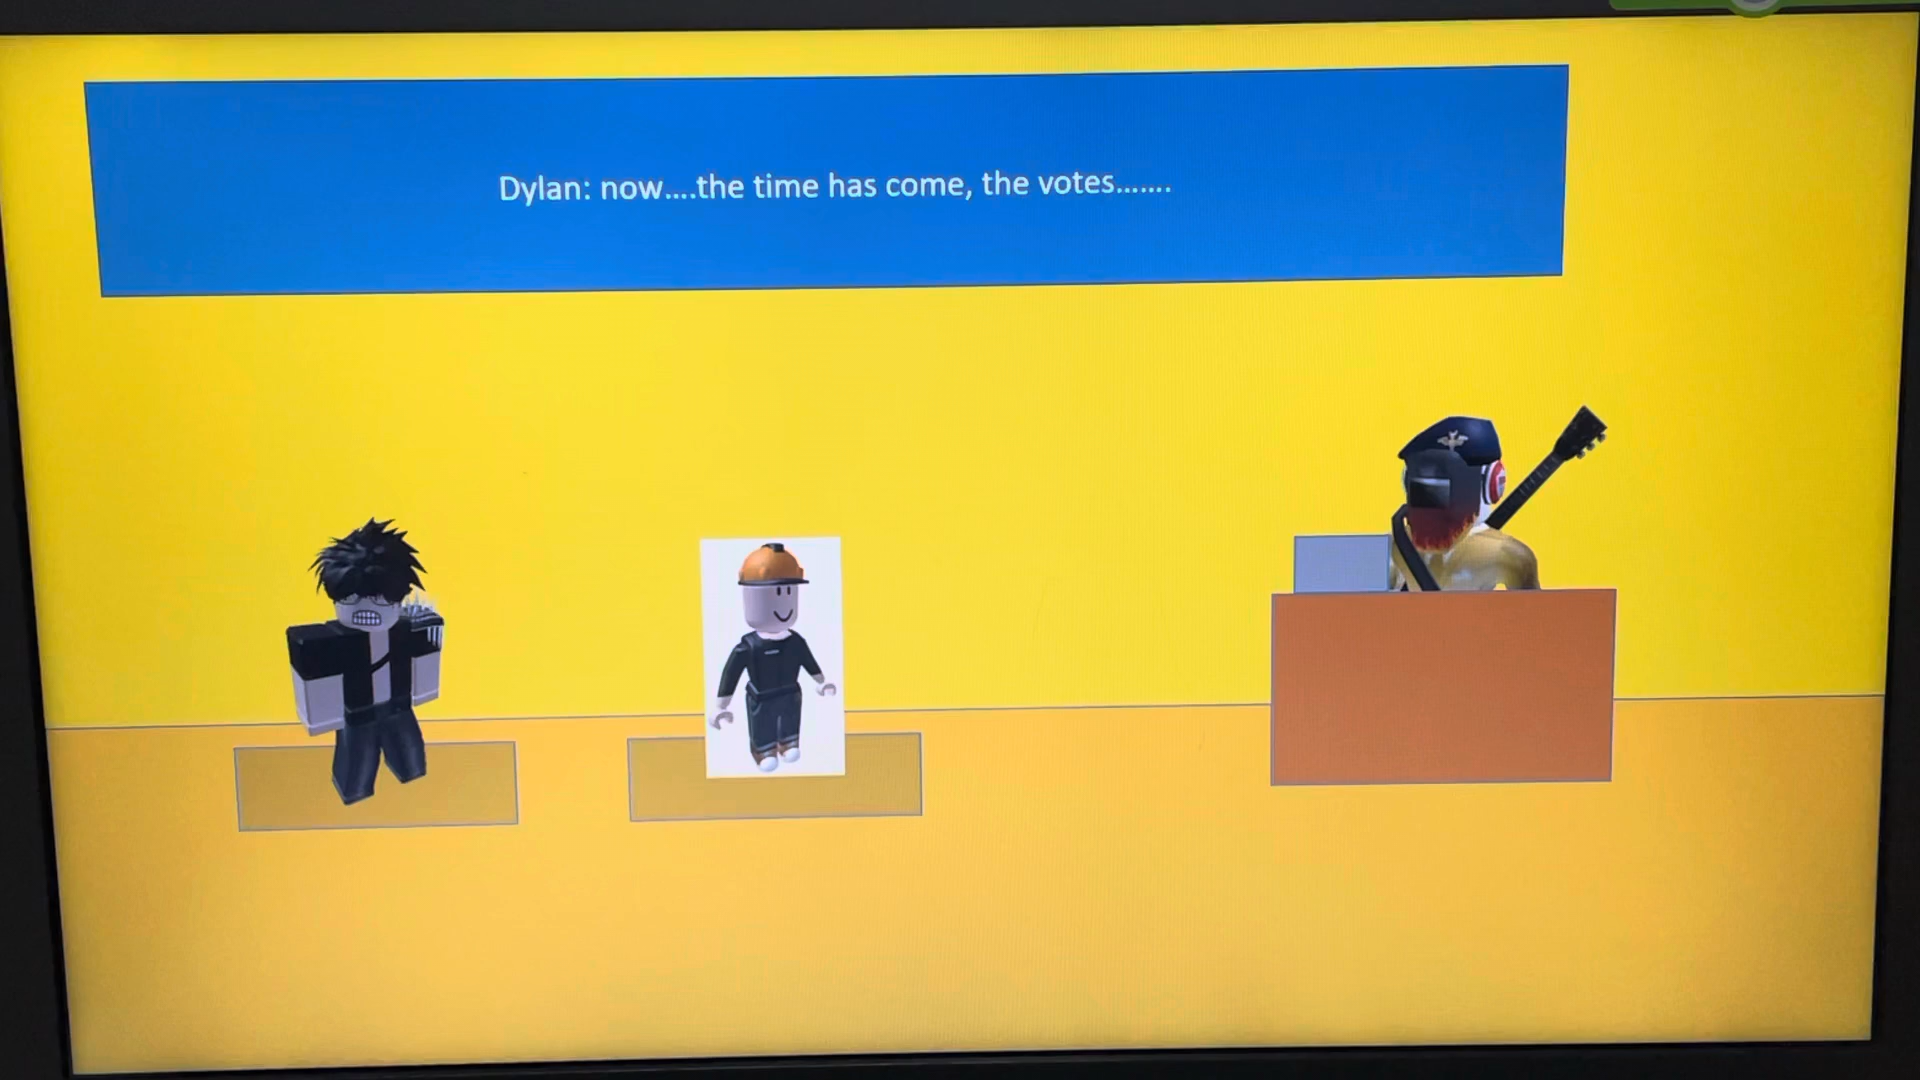 Dylan: now....the time has come, the votes.......